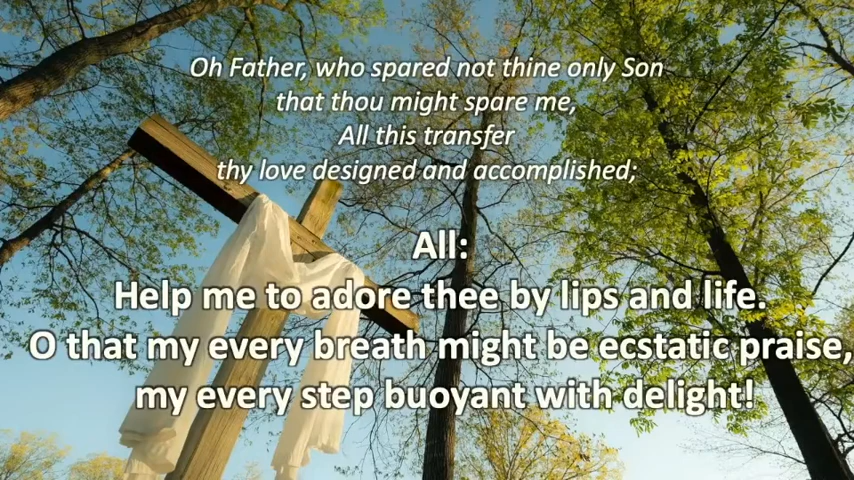 Oh Father, who spared not thine only Son
that thou might spare me,
All this transfer
thy love designed and accomplished;
All:
Help me to adore thee by lips and life.
O that my every breath might be ecstatic praise,
my every step buoyant with delight!